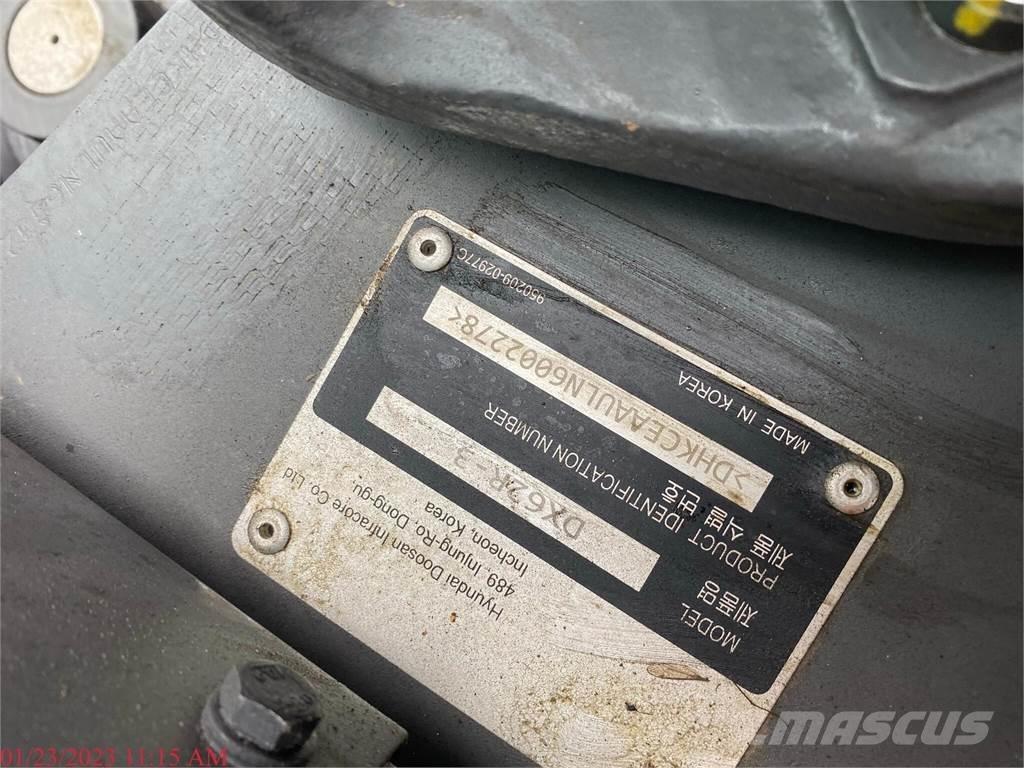 Hyundai Doosan Infracore Co. Ltd
489, Injung-Ro, Dong-gu,
Incheon, Korea
MODEL
제품명
DX62R-3
PRODUCT IDENTIFICATION NUMBER
제품 식별 번호
>DHKCEAAULN6002278<
MADE IN KOREA
950209-02977C
MASCUS
01/23/2023 11:15 AM